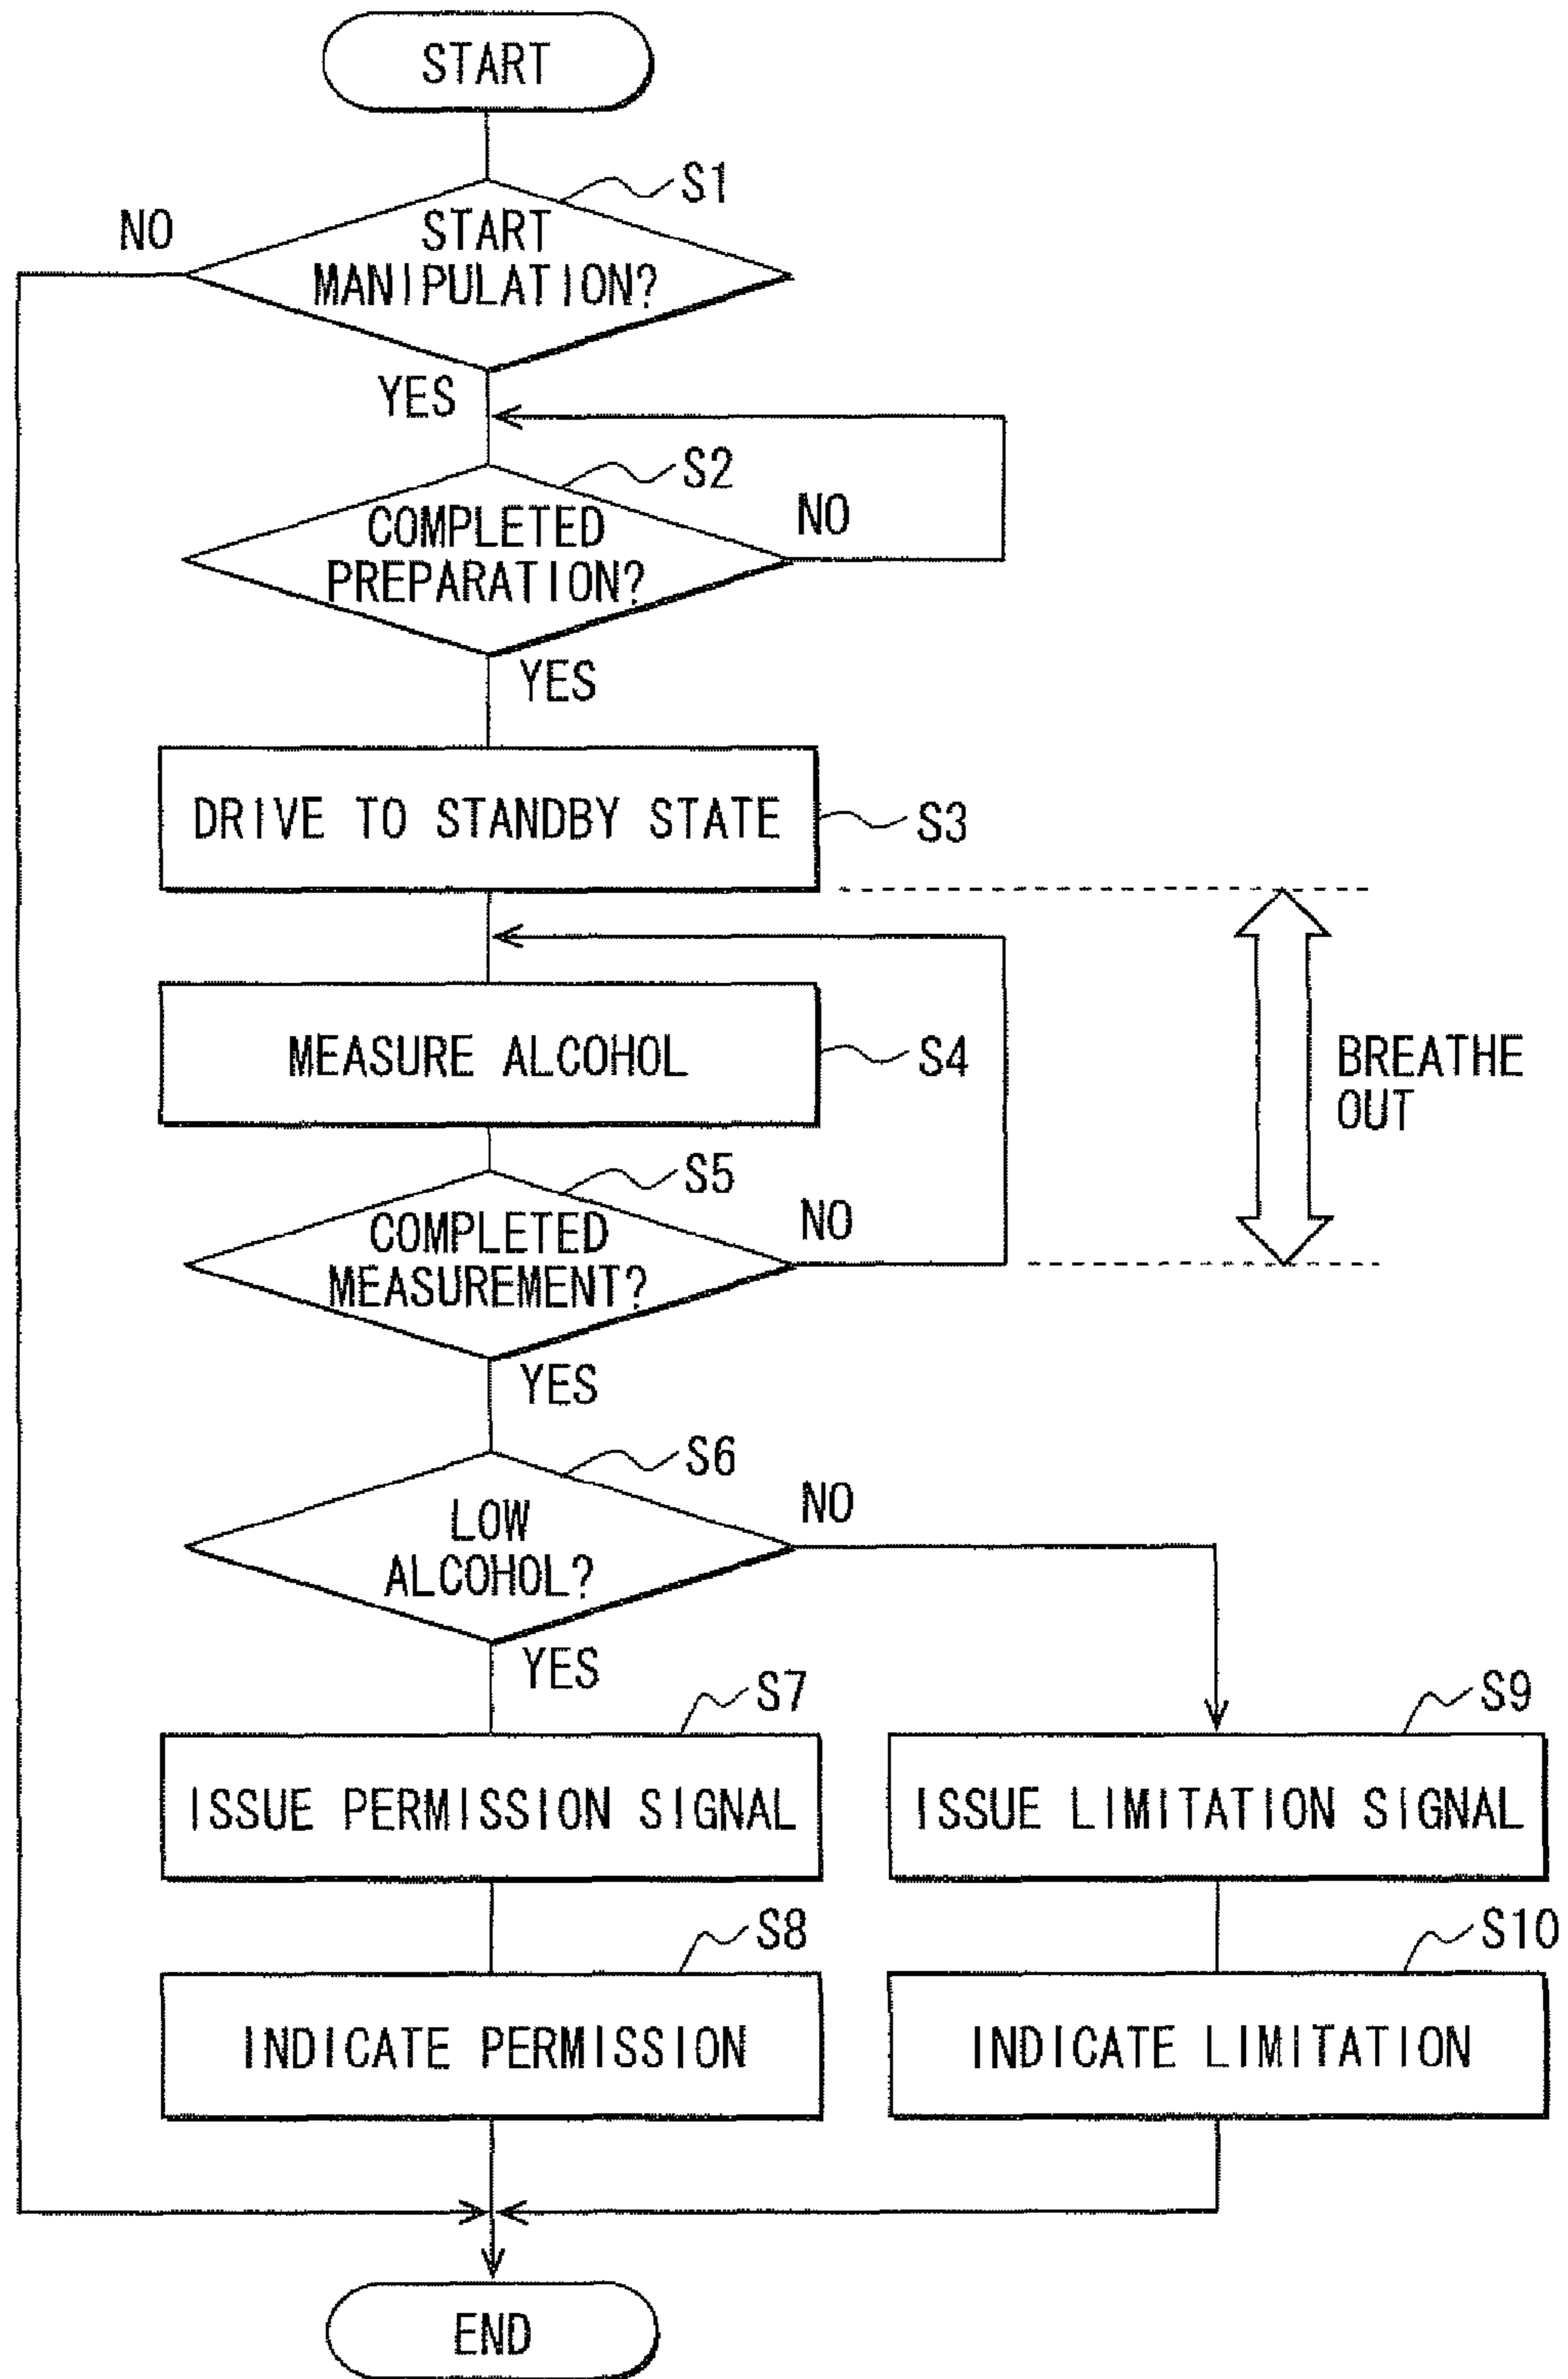 START
S1
NO
START
MANIPULATION?
YES
S2
NO
COMPLETED
PREPARATION?
YES
DRIVE TO STANDBY STATE
S3
MEASURE ALCOHOL
S4
BREATHE
OUT
S5
NO
COMPLETED
MEASUREMENT?
YES
S6
NO
LOW
ALCOHOL?
YES
S7
S9
ISSUE PERMISSION SIGNAL
ISSUE LIMITATION SIGNAL
S8
S10
INDICATE PERMISSION
INDICATE LIMITATION
END